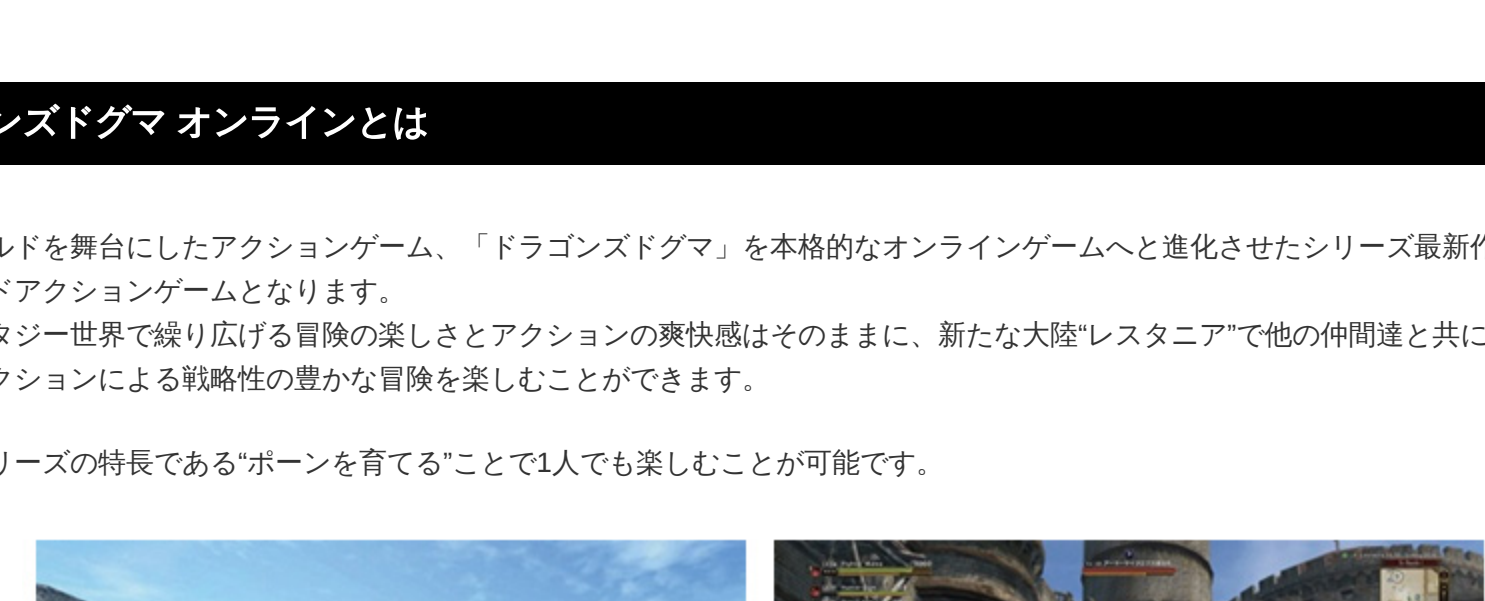 ンズドグマ オンラインとは
ルドを舞台にしたアクションゲーム、「ドラゴンズドグマ」を本格的なオンラインゲームへと進化させたシリーズ最新作
ドアクションゲームとなります。
タジー世界で繰り広げる冒険の楽しさとアクションの爽快感はそのままに、新たな大陸“レスタニア”で他の仲間達と共に
クションによる戦略性の豊かな冒険を楽しむことができます。
リーズの特長である“ポーンを育てる”ことで1人でも楽しむことが可能です。